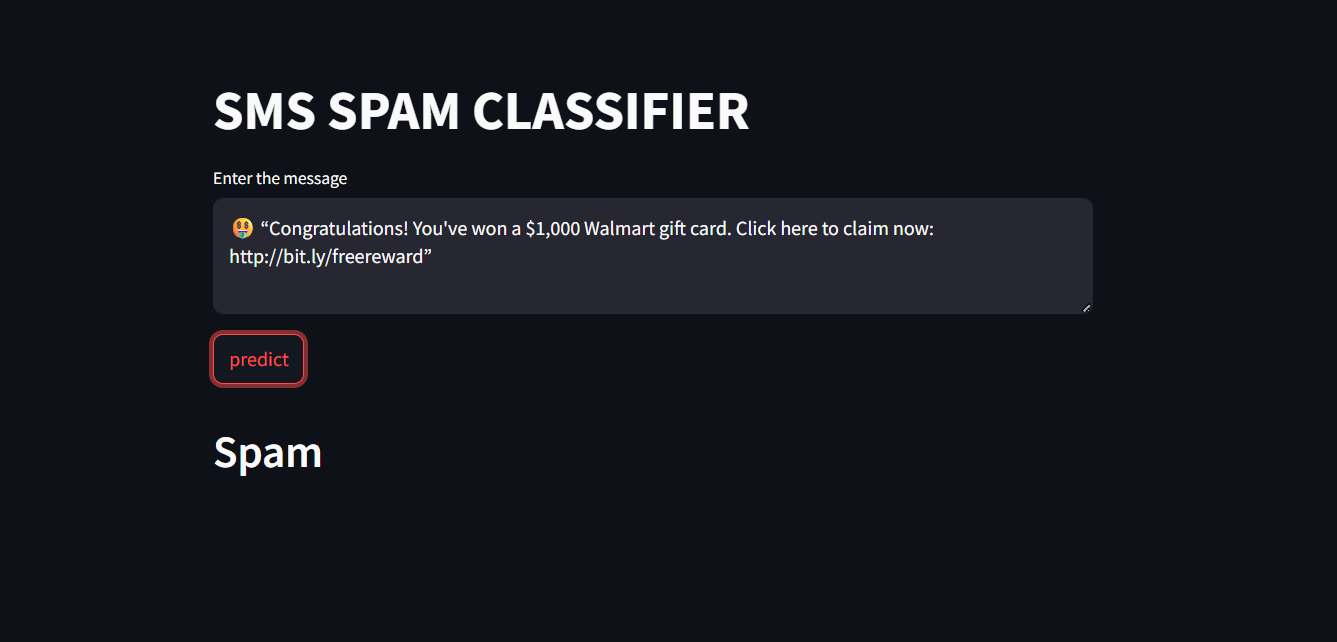 SMS SPAM CLASSIFIER
Enter the message
🤑 “Congratulations! You've won a $1,000 Walmart gift card. Click here to claim now:
http://bit.ly/freereward”
predict
Spam